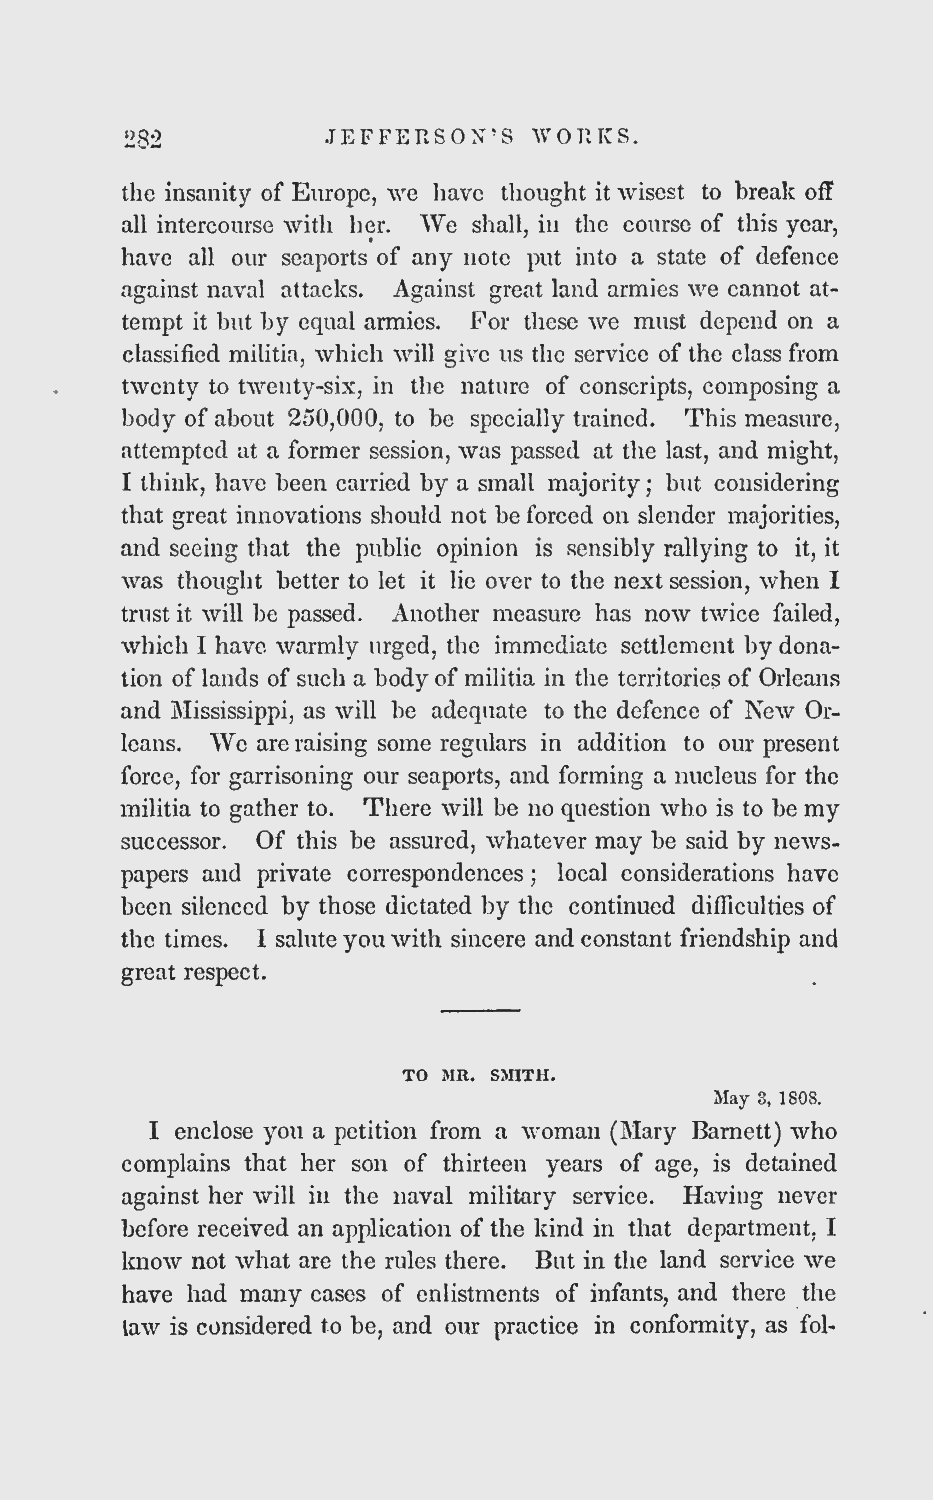 282 JEFFERSON'S WORKS.
the insanity of Europe, we have thought it wisest to break off
all intercourse with her. We shall, in the course of this year,
have all our seaports of any note put into a state of defence
against naval attacks. Against great land armies we cannot at-
tempt it but by equal armies. For these we must depend on a
classified militia, which will give us the service of the class from
twenty to twenty-six, in the nature of conscripts, composing a
body of about 250,000, to be specially trained. This measure,
attempted at a former session, was passed at the last, and might,
I think, have been carried by a small majority; but considering
that great innovations should not be forced on slender majorities,
and seeing that the public opinion is sensibly rallying to it, it
was thought better to let it lie over to the next session, when I
trust it will be passed. Another measure has now twice failed,
which I have warmly urged, the immediate settlement by dona-
tion of lands of such a body of militia in the territories of Orleans
and Mississippi, as will be adequate to the defence of New Or-
leans. We are raising some regulars in addition to our present
force, for garrisoning our seaports, and forming a nucleus for the
militia to gather to. There will be no question who is to be my
successor. Of this be assured, whatever may be said by news-
papers and private correspondences; local considerations have
been silenced by those dictated by the continued difficulties of
the times. I salute you with sincere and constant friendship and
great respect.
TO MR. SMITH.
May 3, 1808.
I enclose you a petition from a woman (Mary Barnett) who
complains that her son of thirteen years of age, is detained
against her will in the naval military service. Having never
before received an application of the kind in that department, I
know not what are the rules there. But in the land service we
have had many cases of enlistments of infants, and there the
law is considered to be, and our practice in conformity, as fol-